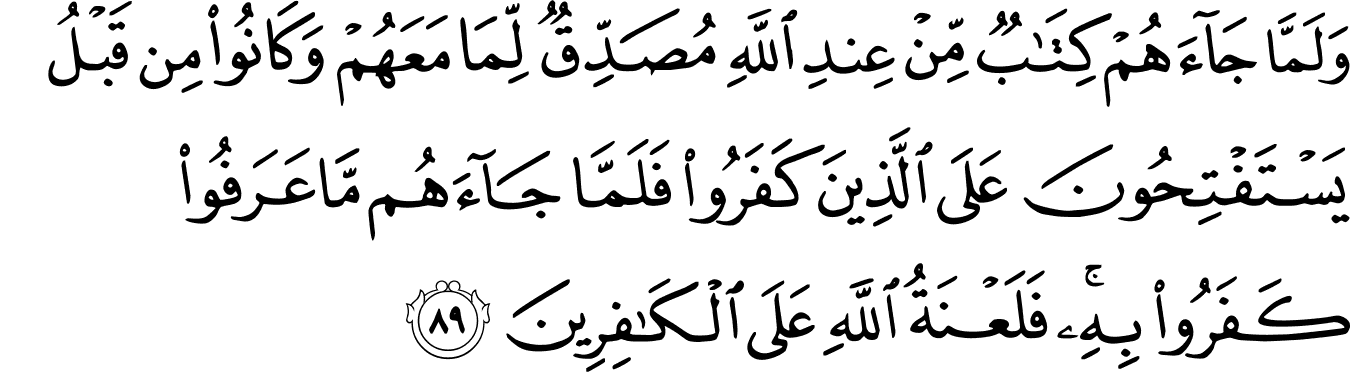 وَلَمَّا جَآءَهُمْ كِتَـٰبٌ مِّنْ عِندِ ٱللَّهِ مُصَدِّقٌ لِّمَا مَعَهُمْ وَكَانُوا۟ مِن قَبْلُ
يَسْتَفْتِحُونَ عَلَى ٱلَّذِينَ كَفَرُوا۟ فَلَمَّا جَآءَهُم مَّا عَرَفُوا۟
كَفَرُوا۟ بِهِۦ ۚ فَلَعْنَةُ ٱللَّهِ عَلَى ٱلْكَـٰفِرِينَ ٨٩